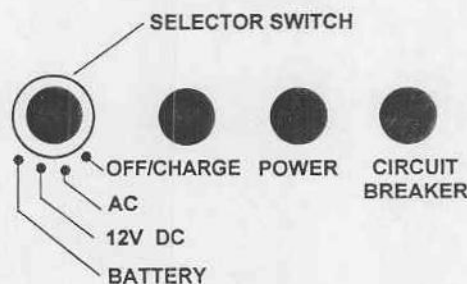 SELECTOR SWITCH
OFF/CHARGE POWER CIRCUIT
BREAKER
AC
12V DC
BATTERY